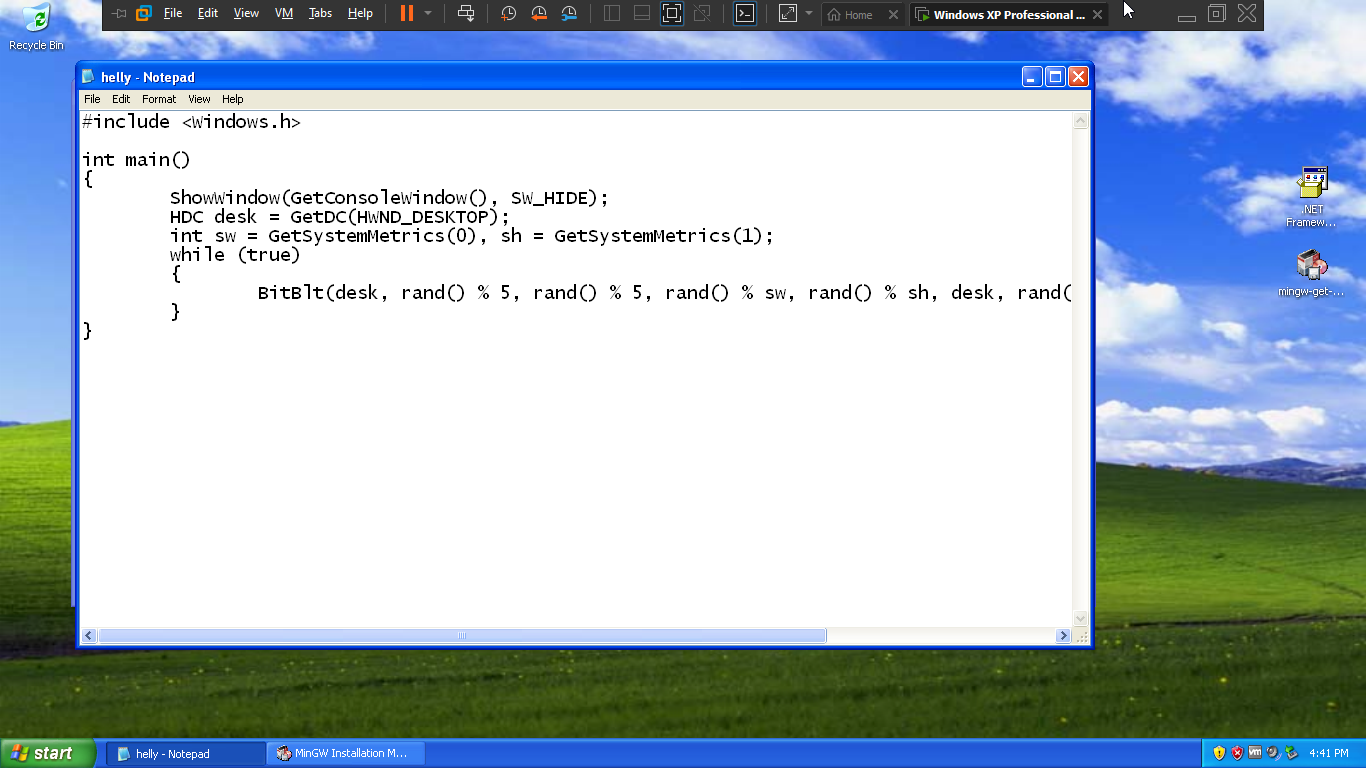 File Edit View VM Tabs Help Home Windows XP Professional ...
Recycle Bin
helly - Notepad
File Edit Format View Help
#include <Windows.h>
int main()
{
ShowWindow(GetConsoleWindow(), SW_HIDE);
HDC desk = GetDC(HWND_DESKTOP);
int sw = GetSystemMetrics(0), sh = GetSystemMetrics(1);
while (true)
{
BitBlt(desk, rand() % 5, rand() % 5, rand() % sw, rand() % sh, desk, rand(
}
}
.NET
Framew...
mingw-get-...
start helly - Notepad MinGW Installation M... 4:41 PM